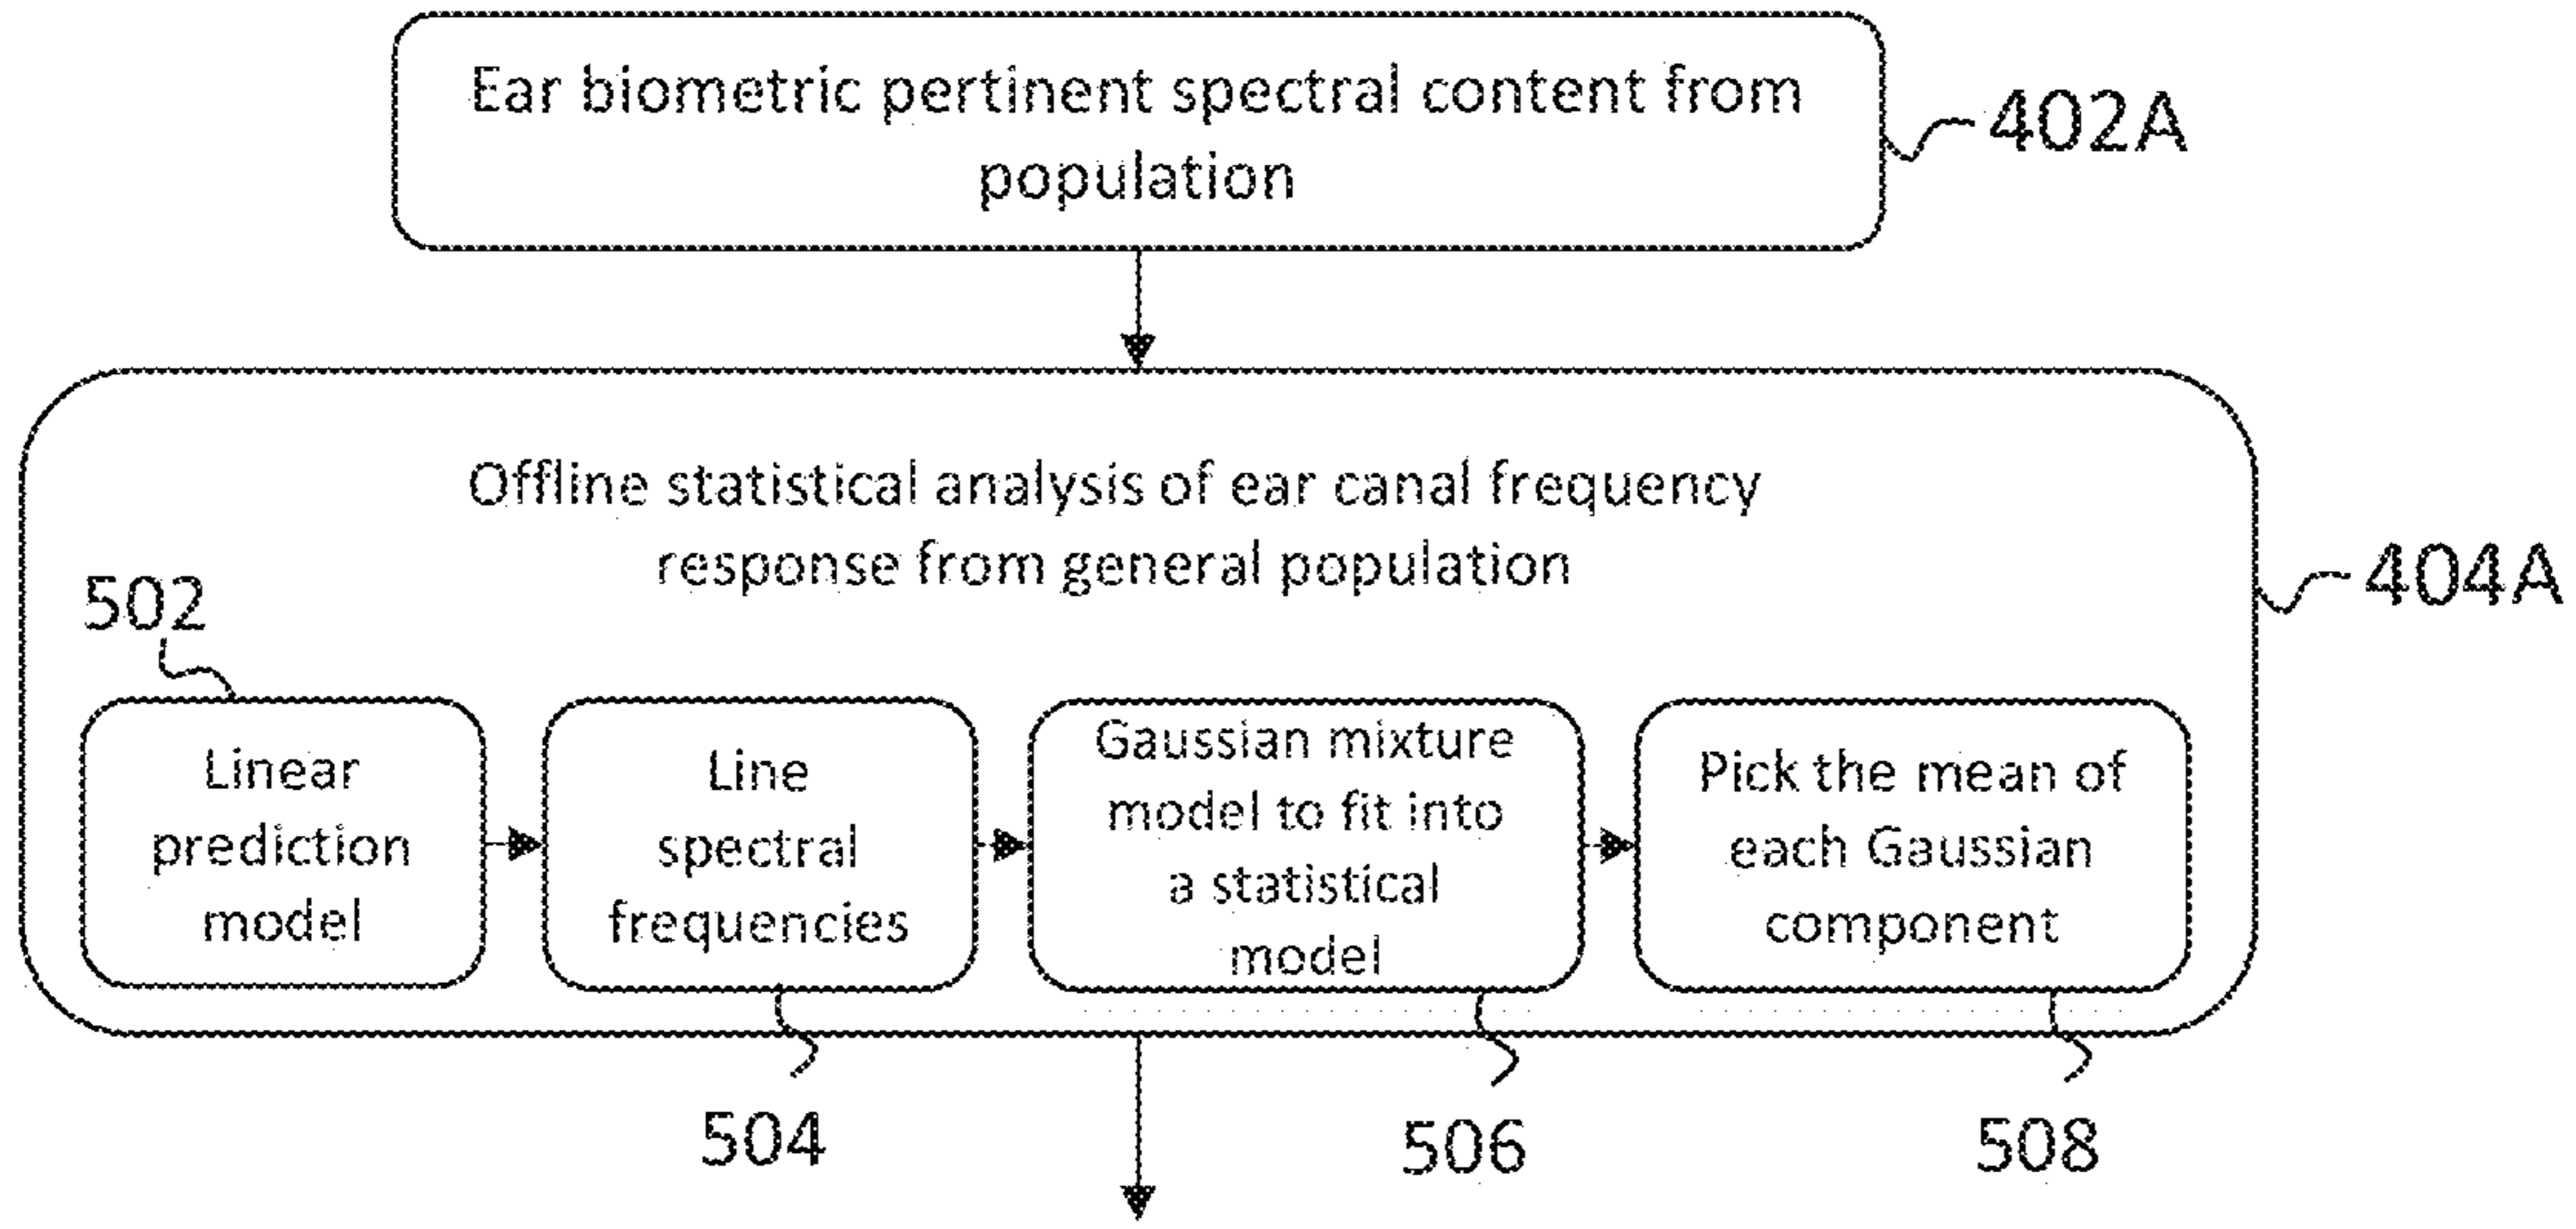 Ear biometric pertinent spectral content from
population
402A
Offline statistical analysis of ear canal frequency
response from general population
404A
502
Linear
prediction
model
Line
spectral
frequencies
Gaussian mixture
model to fit into
a statistical
model
Pick the mean of
each Gaussian
component
504
506
508